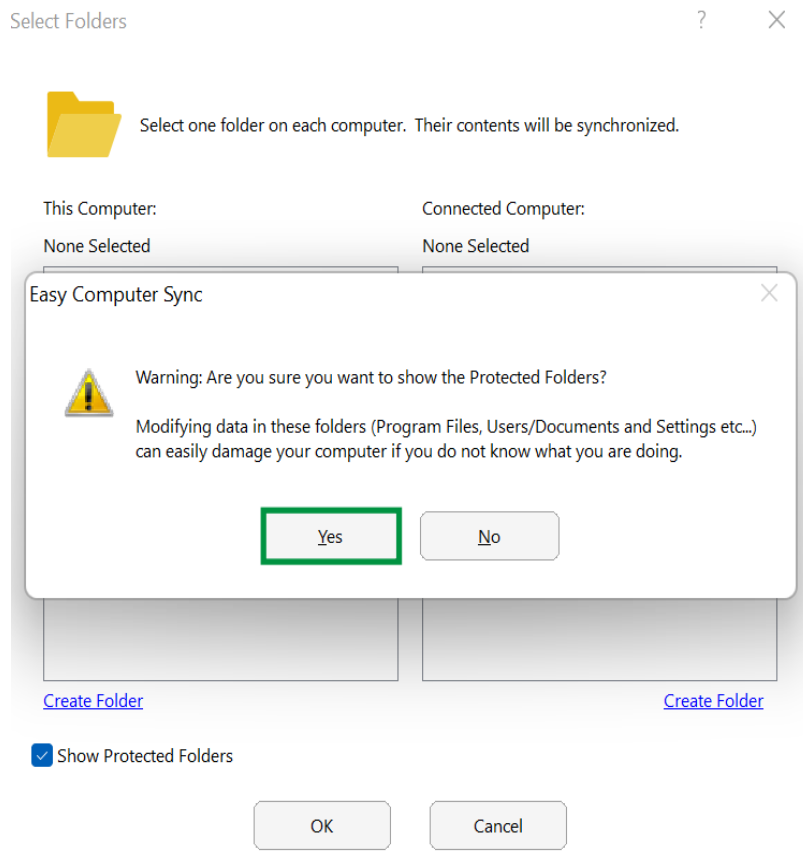 Select Folders
?
Select one folder on each computer.  Their contents will be synchronized.
This Computer:
Connected Computer:
None Selected
None Selected
Easy Computer Sync
Warning: Are you sure you want to show the Protected Folders?
Modifying data in these folders (Program Files, Users/Documents and Settings etc...)
can easily damage your computer if you do not know what you are doing.
Yes
No
Create Folder
Create Folder
Show Protected Folders
OK
Cancel